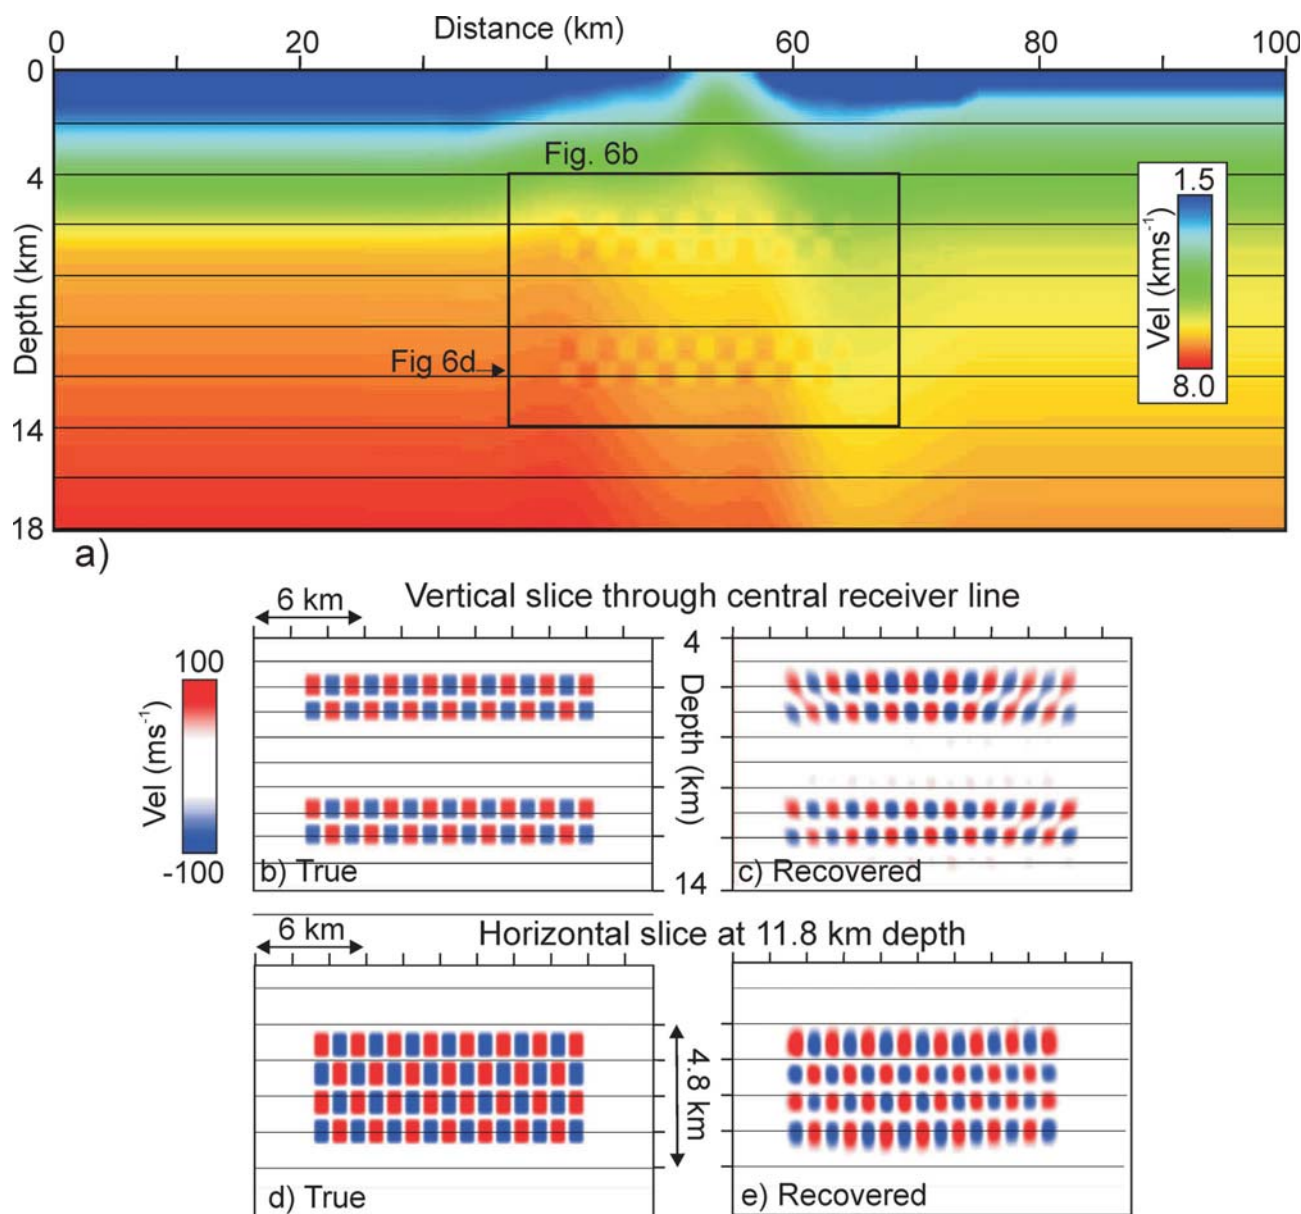 Distance (km)
0 20 60 80 100
0
4
14
18
Depth (km)
Fig. 6b
Fig 6d
1.5
Vel (kms-1)
8.0
a)
6 km
Vertical slice through central receiver line
100
Vel (ms-1)
-100
4
Depth (km)
14
b) True
c) Recovered
6 km
Horizontal slice at 11.8 km depth
4.8 km
d) True
e) Recovered